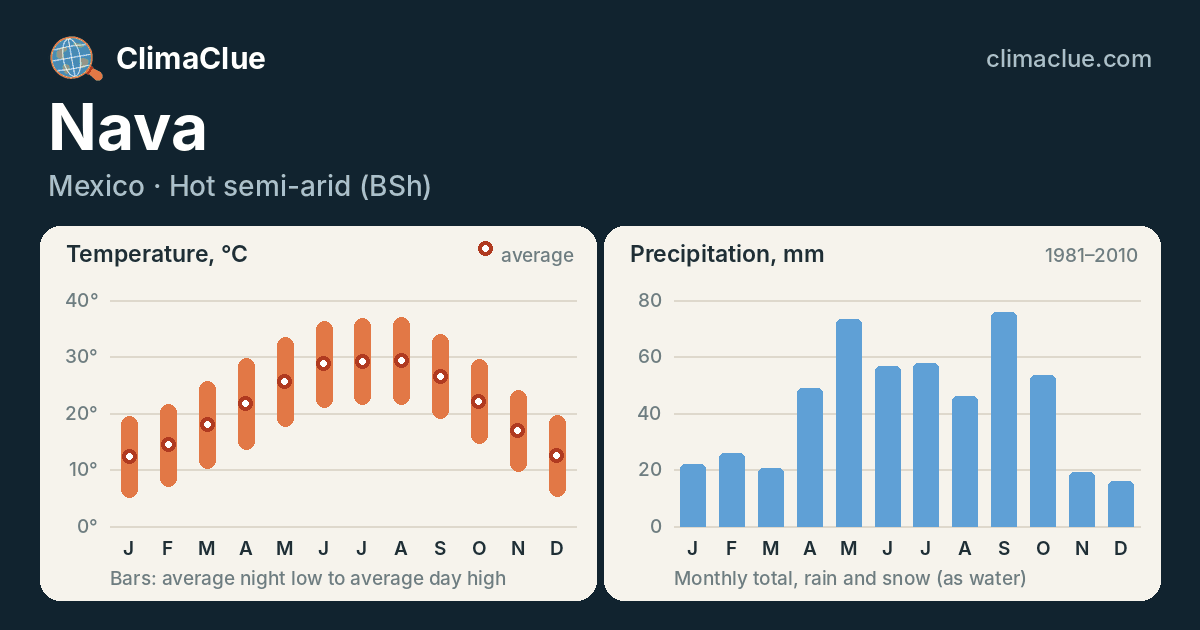 ClimaClue
climaclue.com
Nava
Mexico · Hot semi-arid (BSh)
Temperature, °C
average
40°
30°
20°
10°
0°
J F M A M J J A S O N D
Bars: average night low to average day high
Precipitation, mm
1981–2010
80
60
40
20
0
J F M A M J J A S O N D
Monthly total, rain and snow (as water)